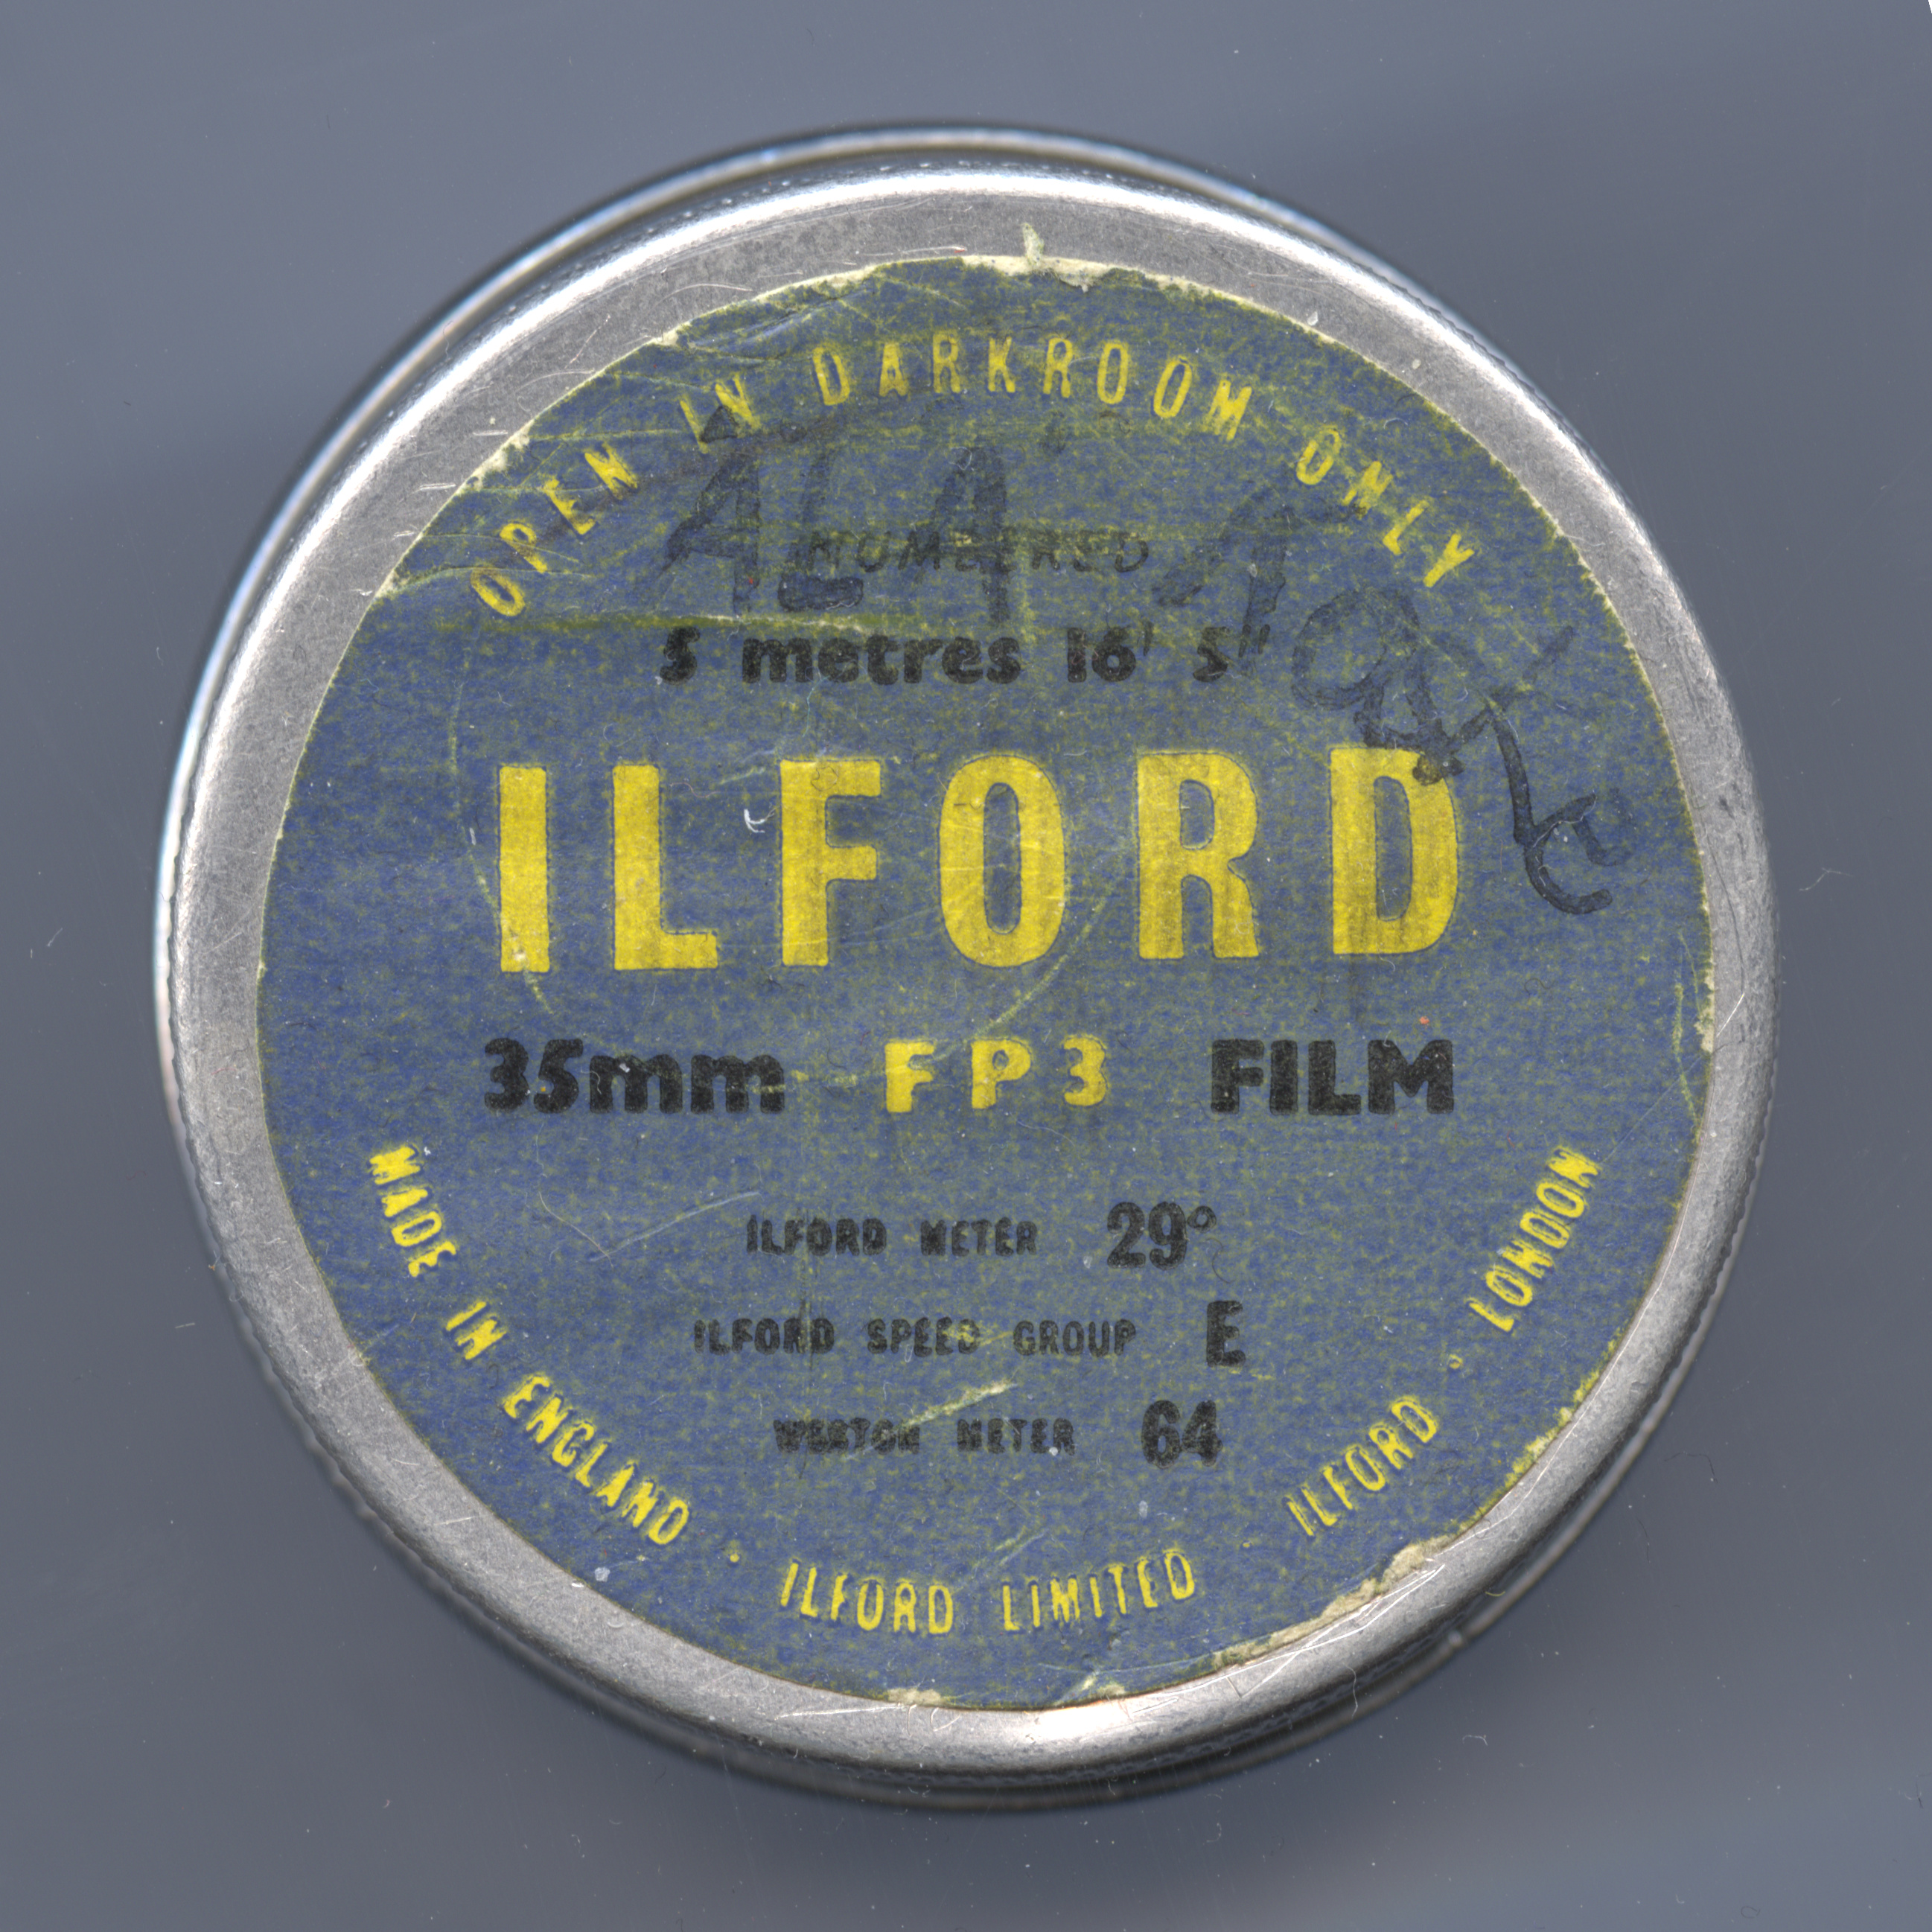 OPEN IN DARKROOM ONLY
NUMBERED
5 metres 16' 5"
ILFORD
35mm FP3 FILM
ILFORD METER 29°
ILFORD SPEED GROUP E
WESTON METER 64
MADE IN ENGLAND · ILFORD LIMITED ILFORD · LONDON